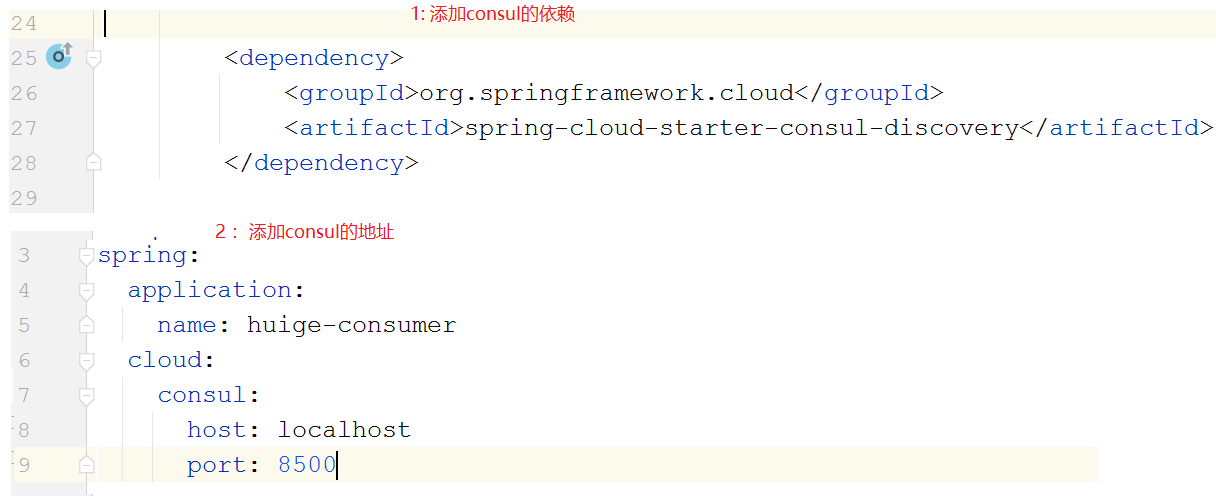 1: 添加consul的依赖
24
25 <dependency>
26 <groupId>org.springframework.cloud</groupId>
27 <artifactId>spring-cloud-starter-consul-discovery</artifactId>
28 </dependency>
29
2 ：添加consul的地址
3 spring:
4 application:
5 name: huige-consumer
6 cloud:
7 consul:
8 host: localhost
9 port: 8500